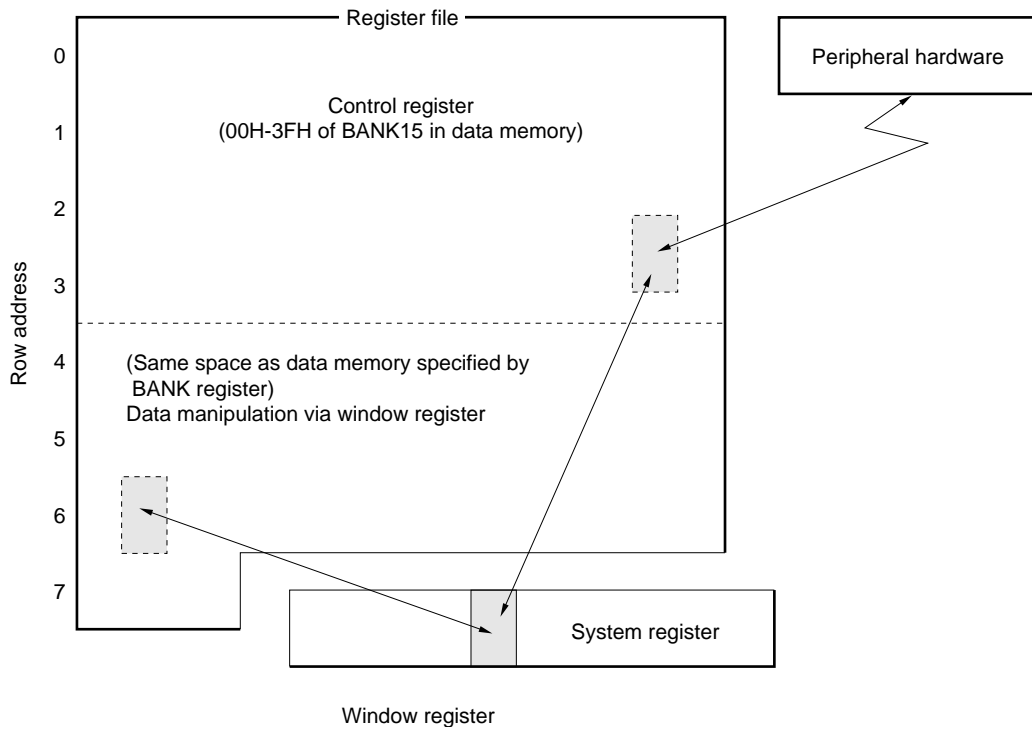 Register file
Peripheral hardware
Row address
0
1
2
3
4
5
6
7
Control register
(00H-3FH of BANK15 in data memory)
(Same space as data memory specified by
BANK register)
Data manipulation via window register
System register
Window register